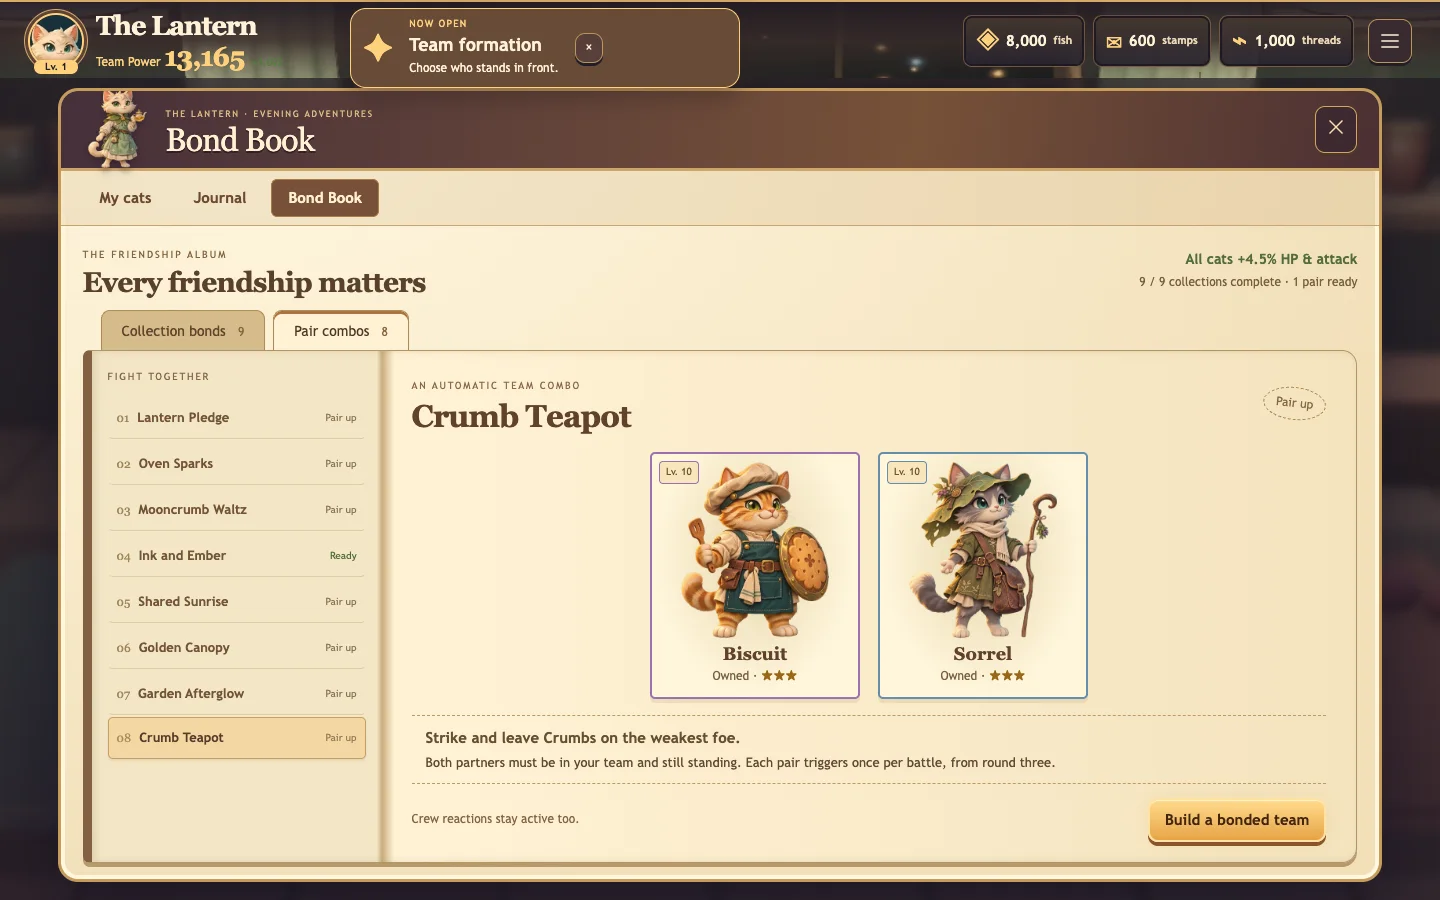 The Lantern
Team Power 13,165
Lv. 1
NOW OPEN
Team formation
Choose who stands in front.
×
8,000 fish
600 stamps
1,000 threads
THE LANTERN · EVENING ADVENTURES
Bond Book
My cats
Journal
Bond Book
THE FRIENDSHIP ALBUM
Every friendship matters
All cats +4.5% HP & attack
9 / 9 collections complete · 1 pair ready
Collection bonds 9
Pair combos 8
FIGHT TOGETHER
01 Lantern Pledge Pair up
02 Oven Sparks Pair up
03 Mooncrumb Waltz Pair up
04 Ink and Ember Ready
05 Shared Sunrise Pair up
06 Golden Canopy Pair up
07 Garden Afterglow Pair up
08 Crumb Teapot Pair up
AN AUTOMATIC TEAM COMBO
Crumb Teapot
Pair up
Lv. 10
Biscuit
Owned · ★★★
Lv. 10
Sorrel
Owned · ★★★
Strike and leave Crumbs on the weakest foe.
Both partners must be in your team and still standing. Each pair triggers once per battle, from round three.
Crew reactions stay active too.
Build a bonded team